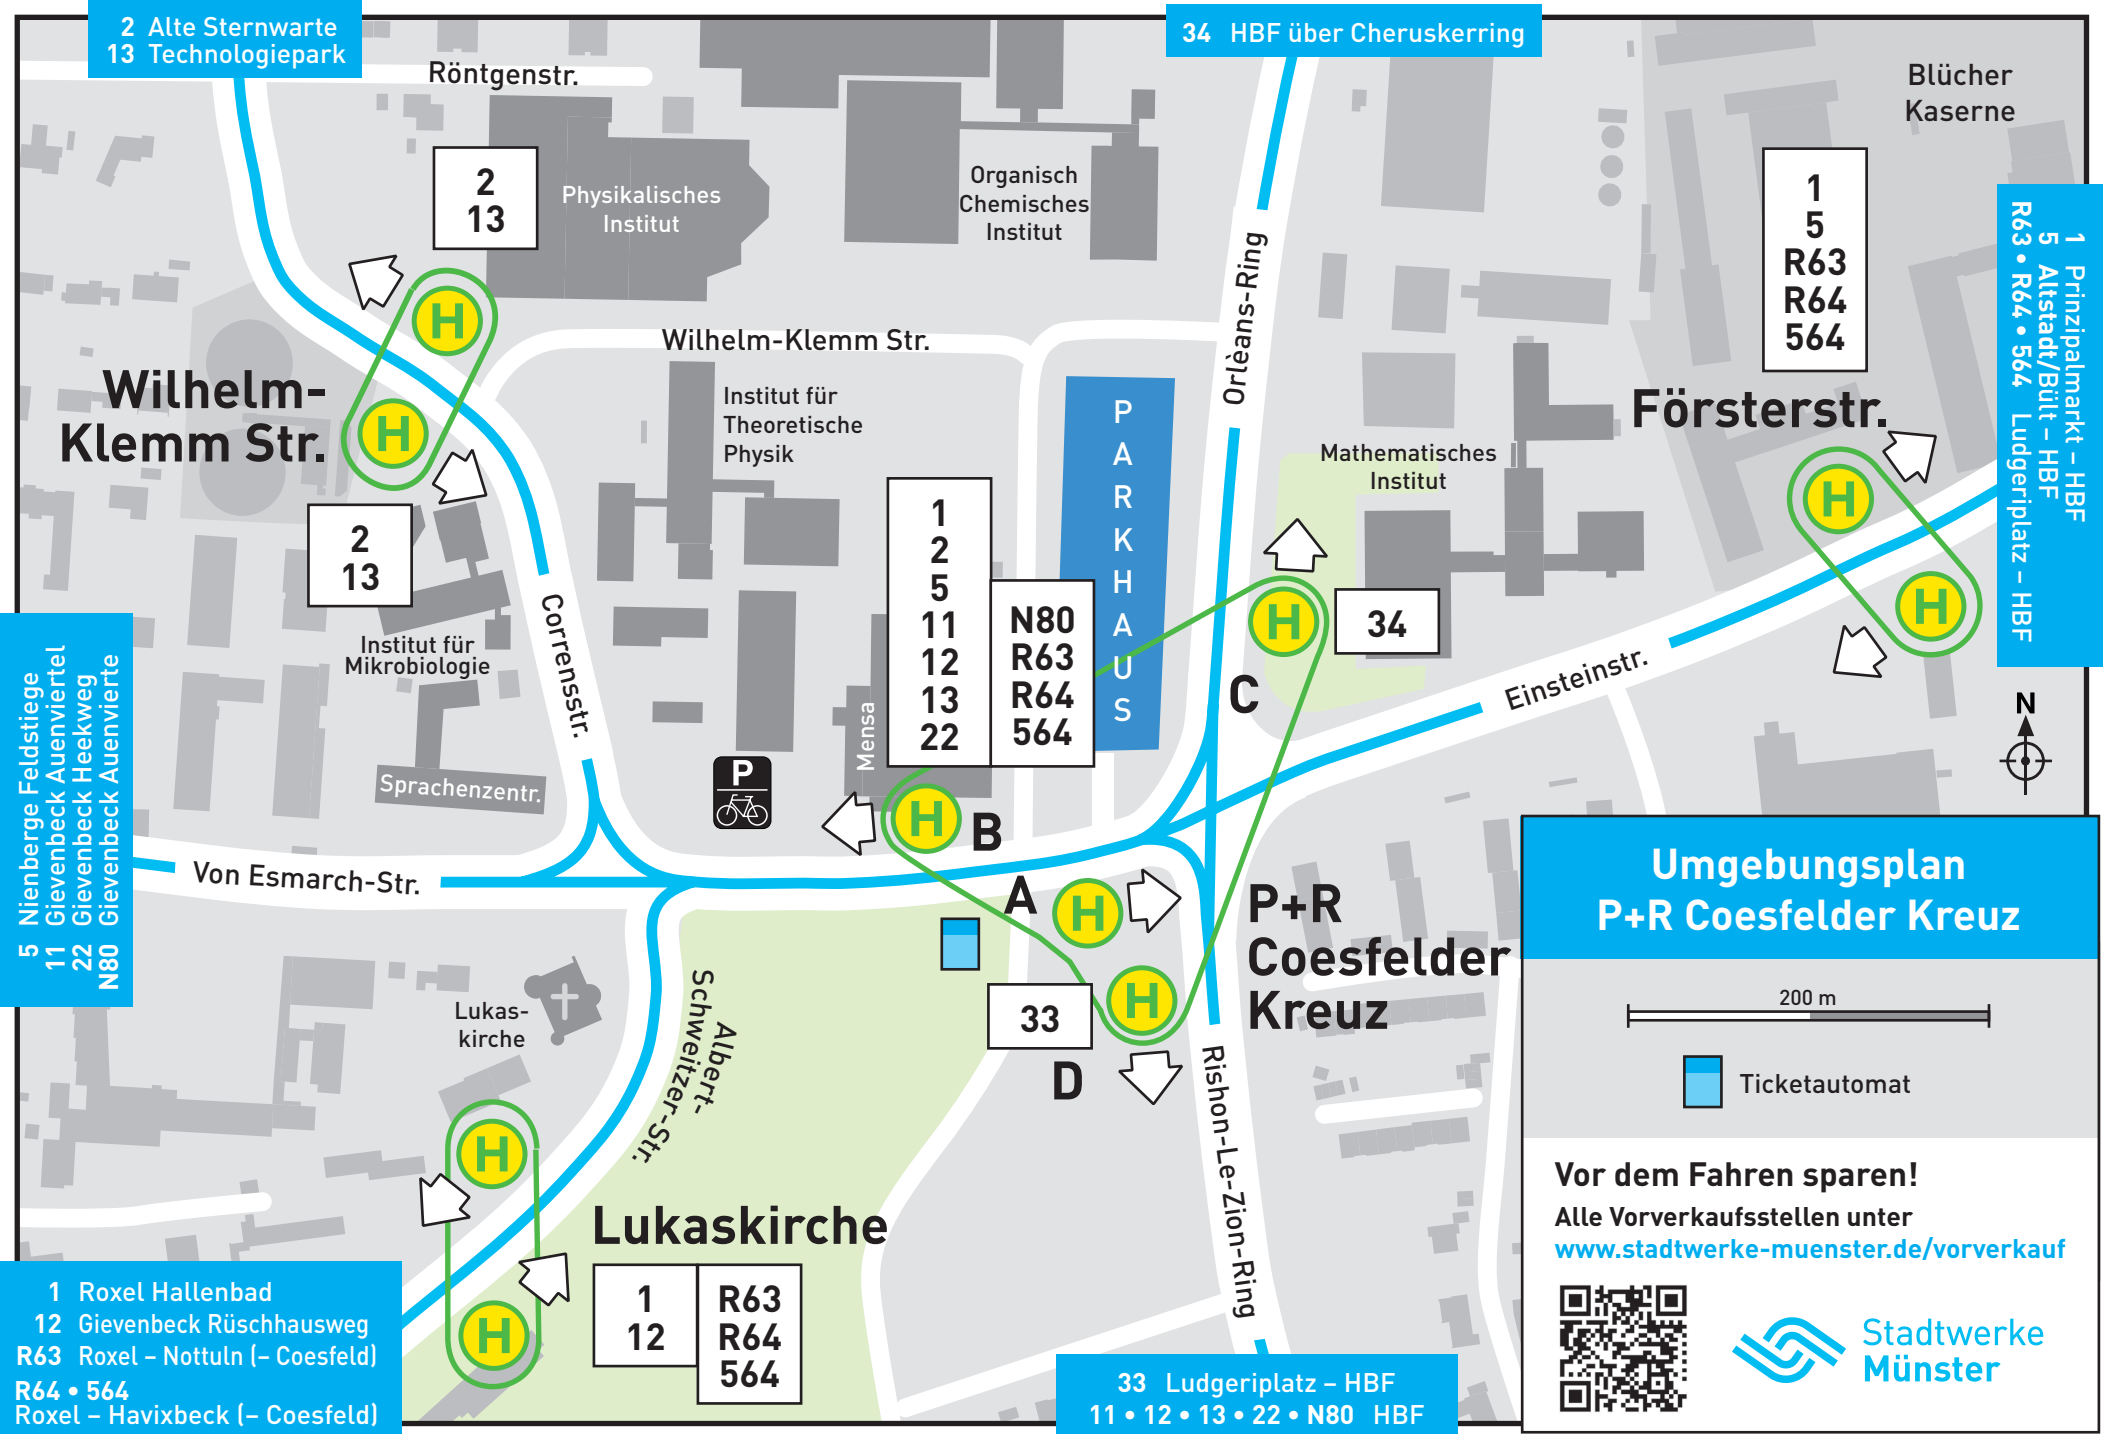 2 Alte Sternwarte
13 Technologiepark
34 HBF über Cheruskerring
Röntgenstr.
Blücher
Kaserne
2
13
Physikalisches
Institut
Organisch
Chemisches
Institut
1
5
R63
R64
564
1 Prinzipalmarkt – HBF
5 Altstadt/Bült – HBF
R63 • R64 • 564 Ludgeriplatz – HBF
Orlèans-Ring
H
Wilhelm-Klemm Str.
Wilhelm-
Klemm Str.
H
Institut für
Theoretische
Physik
PARKHAUS
Försterstr.
Mathematisches
Institut
H
H
2
13
Institut für
Mikrobiologie
Corrensstr.
1
2
5
11
12
13
22
N80
R63
R64
564
H
34
C
Einsteinstr.
N
Mensa
Sprachenzentr.
P
H
B
5 Nienberge Feldstiege
11 Gievenbeck Auenviertel
22 Gievenbeck Heekweg
N80 Gievenbeck Auenvierte
Von Esmarch-Str.
A
H
P+R
Coesfelder
Kreuz
H
33
D
Lukas-
kirche
Albert-
Schweitzer-Str.
Rishon-Le-Zion-Ring
H
Lukaskirche
H
1
12
R63
R64
564
1 Roxel Hallenbad
12 Gievenbeck Rüschhausweg
R63 Roxel – Nottuln (– Coesfeld)
R64 • 564
Roxel – Havixbeck (– Coesfeld)
33 Ludgeriplatz – HBF
11 • 12 • 13 • 22 • N80 HBF
Umgebungsplan
P+R Coesfelder Kreuz
200 m
Ticketautomat
Vor dem Fahren sparen!
Alle Vorverkaufsstellen unter
www.stadtwerke-muenster.de/vorverkauf
Stadtwerke
Münster